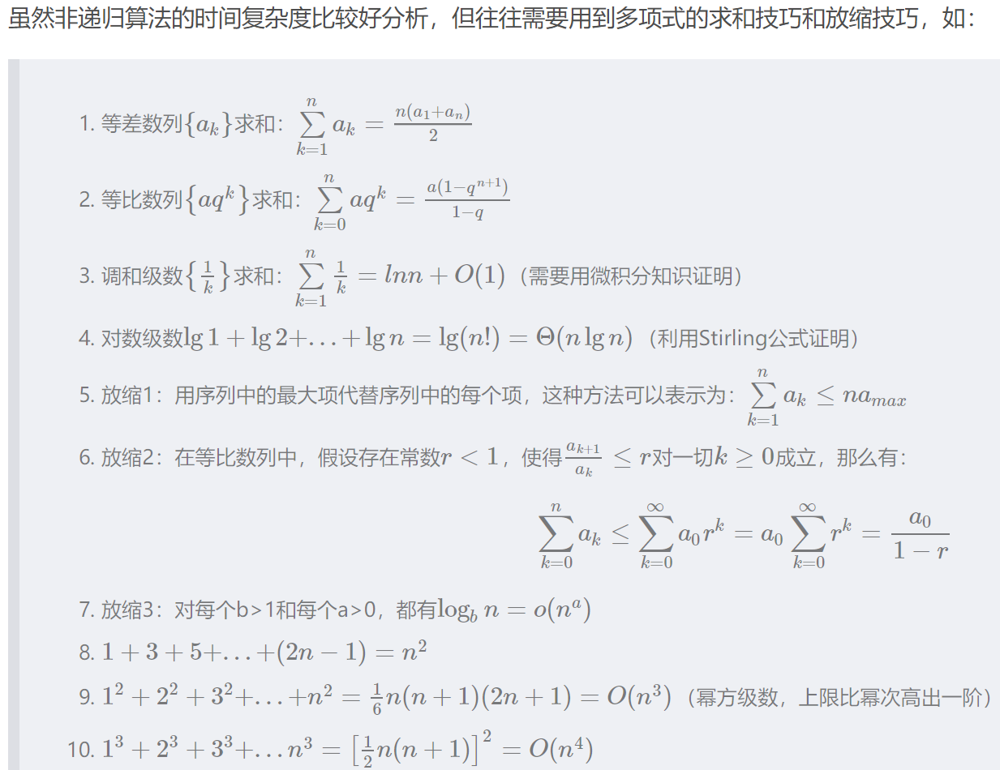 虽然非递归算法的时间复杂度比较好分析，但往往需要用到多项式的求和技巧和放缩技巧，如：
1. 等差数列$\{a_k\}$求和：$\sum\limits_{k=1}^{n} a_k = \frac{n(a_1+a_n)}{2}$
2. 等比数列$\{aq^k\}$求和：$\sum\limits_{k=0}^{n} aq^k = \frac{a(1-q^{n+1})}{1-q}$
3. 调和级数$\{\frac{1}{k}\}$求和：$\sum\limits_{k=1}^{n} \frac{1}{k} = lnn + O(1)$（需要用微积分知识证明）
4. 对数级数$\lg 1 + \lg 2 + \ldots + \lg n = \lg(n!) = \Theta(n \lg n)$（利用Stirling公式证明）
5. 放缩1：用序列中的最大项代替序列中的每个项，这种方法可以表示为：$\sum\limits_{k=1}^{n} a_k \leq na_{max}$
6. 放缩2：在等比数列中，假设存在常数$r < 1$，使得$\frac{a_{k+1}}{a_k} \leq r$对一切$k \geq 0$成立，那么有：
$\sum\limits_{k=0}^{n} a_k \leq \sum\limits_{k=0}^{\infty} a_0 r^k = a_0 \sum\limits_{k=0}^{\infty} r^k = \frac{a_0}{1-r}$
7. 放缩3：对每个b>1和每个a>0，都有$\log_b n = o(n^a)$
8. $1 + 3 + 5 + \ldots + (2n - 1) = n^2$
9. $1^2 + 2^2 + 3^2 + \ldots + n^2 = \frac{1}{6}n(n + 1)(2n + 1) = O(n^3)$（幂方级数，上限比幂次高出一阶）
10. $1^3 + 2^3 + 3^3 + \ldots n^3 = \left[\frac{1}{2}n(n + 1)\right]^2 = O(n^4)$